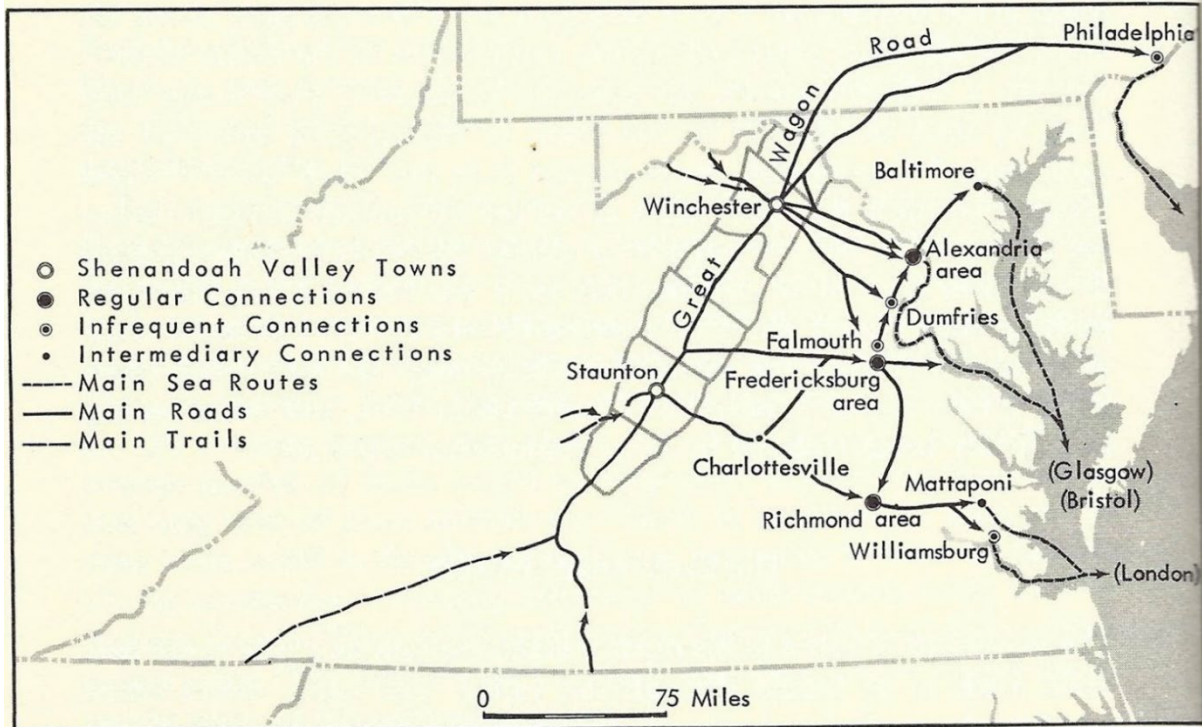 Philadelphia
Road
Wagon
Baltimore
Winchester
Alexandria
area
Great
Dumfries
Falmouth
Fredericksburg
area
Staunton
Charlottesville
Mattaponi
Richmond area
Williamsburg
(Glasgow)
(Bristol)
(London)
Shenandoah Valley Towns
Regular Connections
Infrequent Connections
Intermediary Connections
Main Sea Routes
Main Roads
Main Trails
0 75 Miles